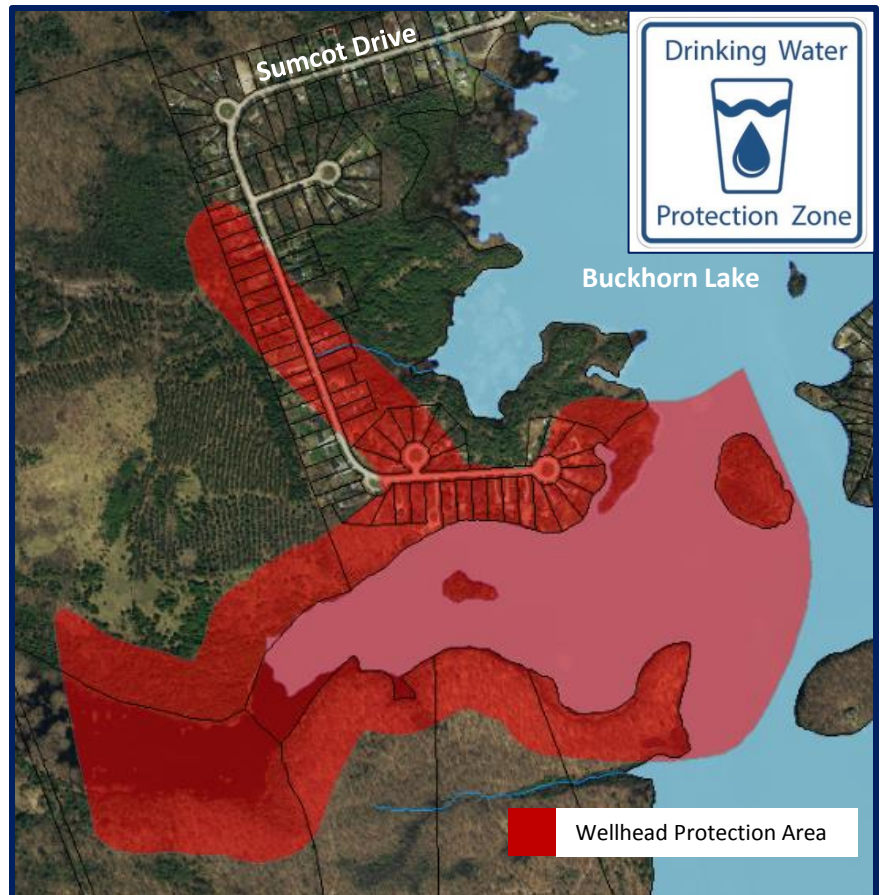 Sumcot Drive
Drinking Water
Protection Zone
Buckhorn Lake
Wellhead Protection Area